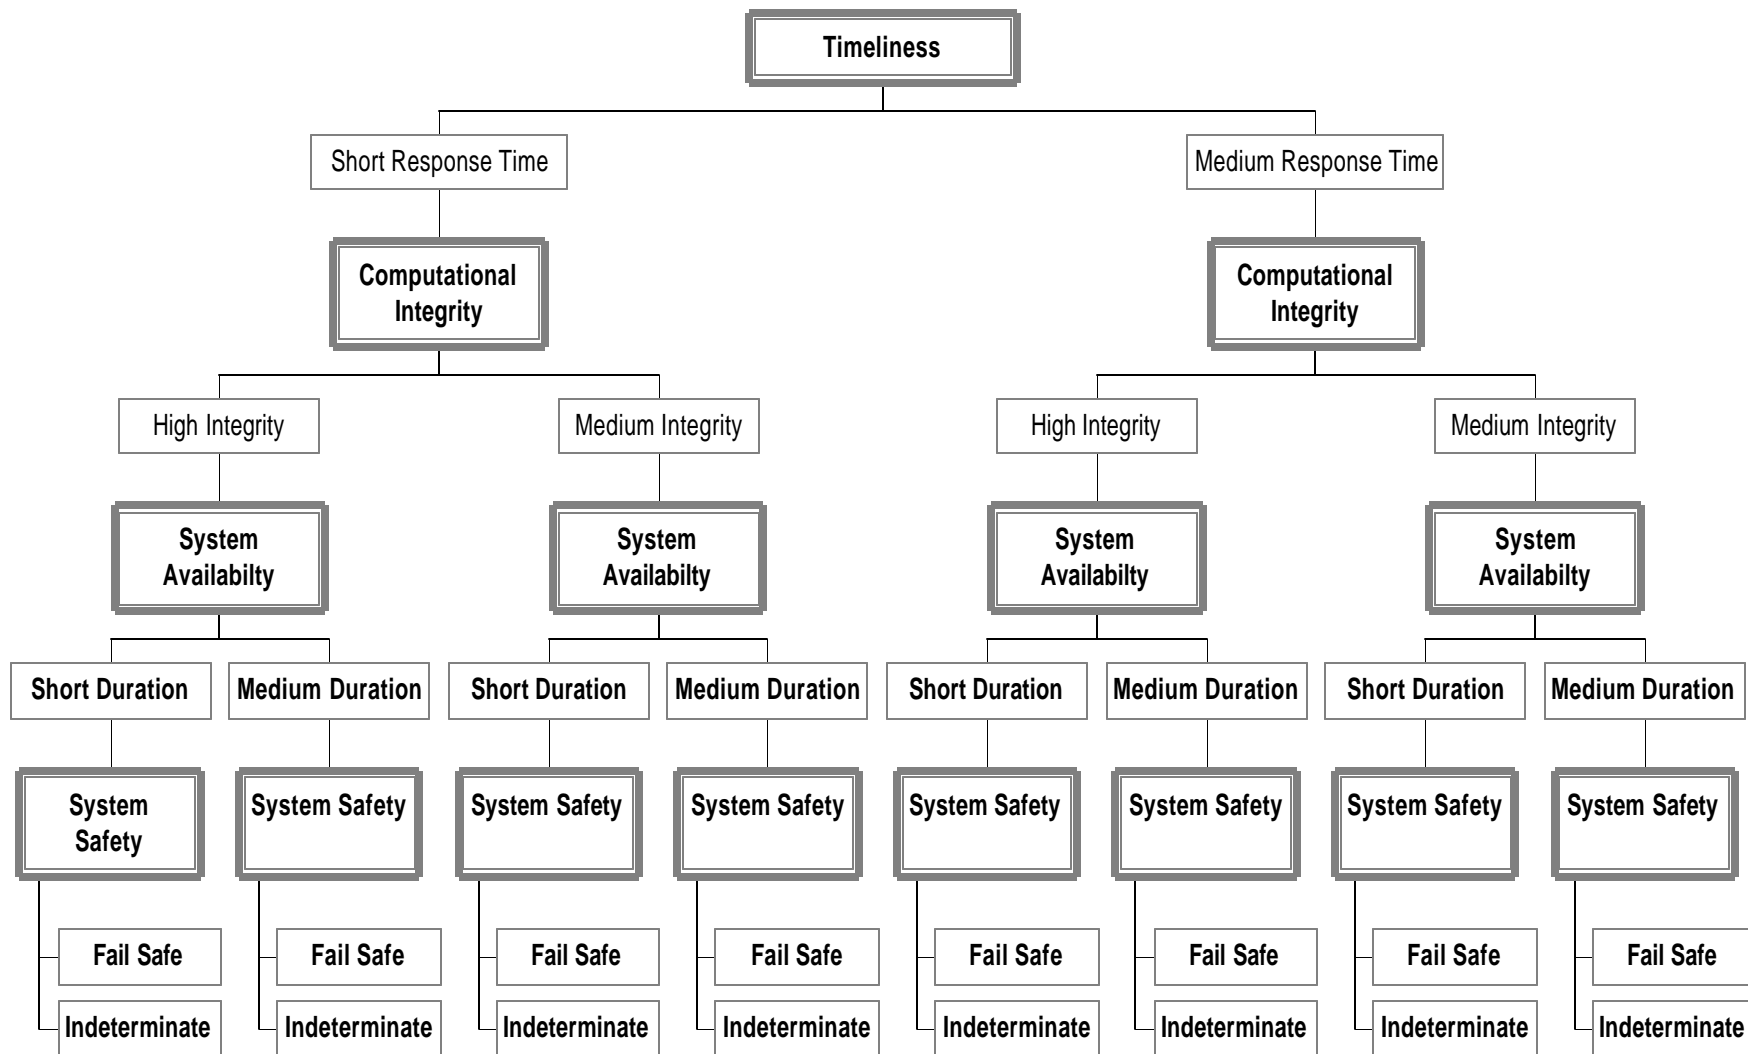 Timeliness
Short Response Time
Medium Response Time
Computational
Integrity
Computational
Integrity
High Integrity
Medium Integrity
High Integrity
Medium Integrity
System
Availabilty
System
Availabilty
System
Availabilty
System
Availabilty
Short Duration
Medium Duration
Short Duration
Medium Duration
Short Duration
Medium Duration
Short Duration
Medium Duration
System
Safety
System Safety
System Safety
System Safety
System Safety
System Safety
System Safety
System Safety
Fail Safe
Fail Safe
Fail Safe
Fail Safe
Fail Safe
Fail Safe
Fail Safe
Fail Safe
Indeterminate
Indeterminate
Indeterminate
Indeterminate
Indeterminate
Indeterminate
Indeterminate
Indeterminate